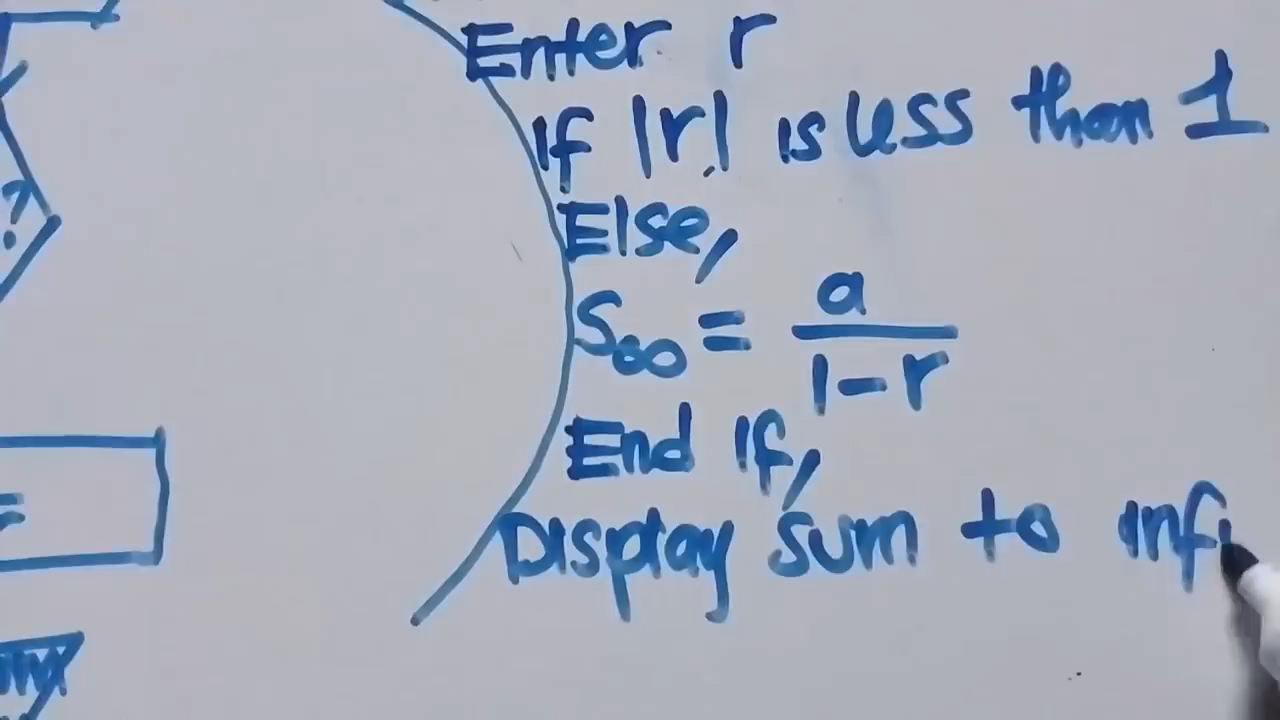 Enter r
If |r| is less than 1
Else,
S∞ = a
1-r
End If,
Display sum to inf
?
=